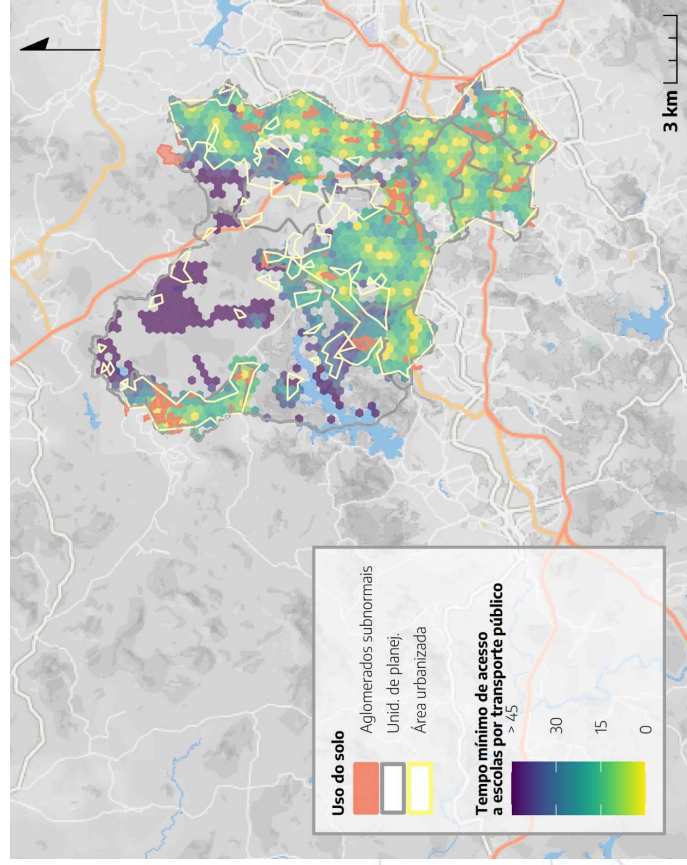 Uso do solo
Aglomerados subnormais
Unid. de planej.
Área urbanizada
Tempo mínimo de acesso
a escolas por transporte público
> 45
30
15
0
3 km